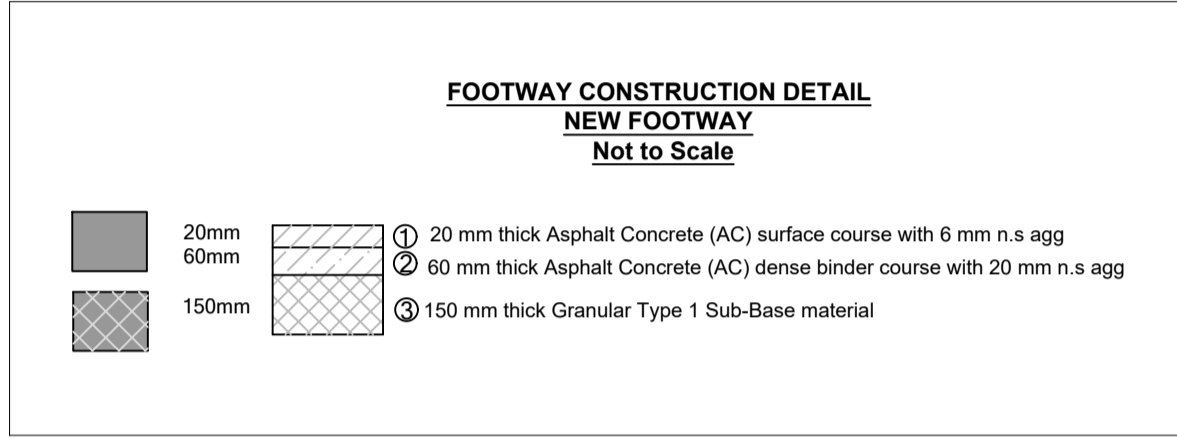 FOOTWAY CONSTRUCTION DETAIL
NEW FOOTWAY
Not to Scale
20mm
① 20 mm thick Asphalt Concrete (AC) surface course with 6 mm n.s agg
60mm
② 60 mm thick Asphalt Concrete (AC) dense binder course with 20 mm n.s agg
150mm
③ 150 mm thick Granular Type 1 Sub-Base material